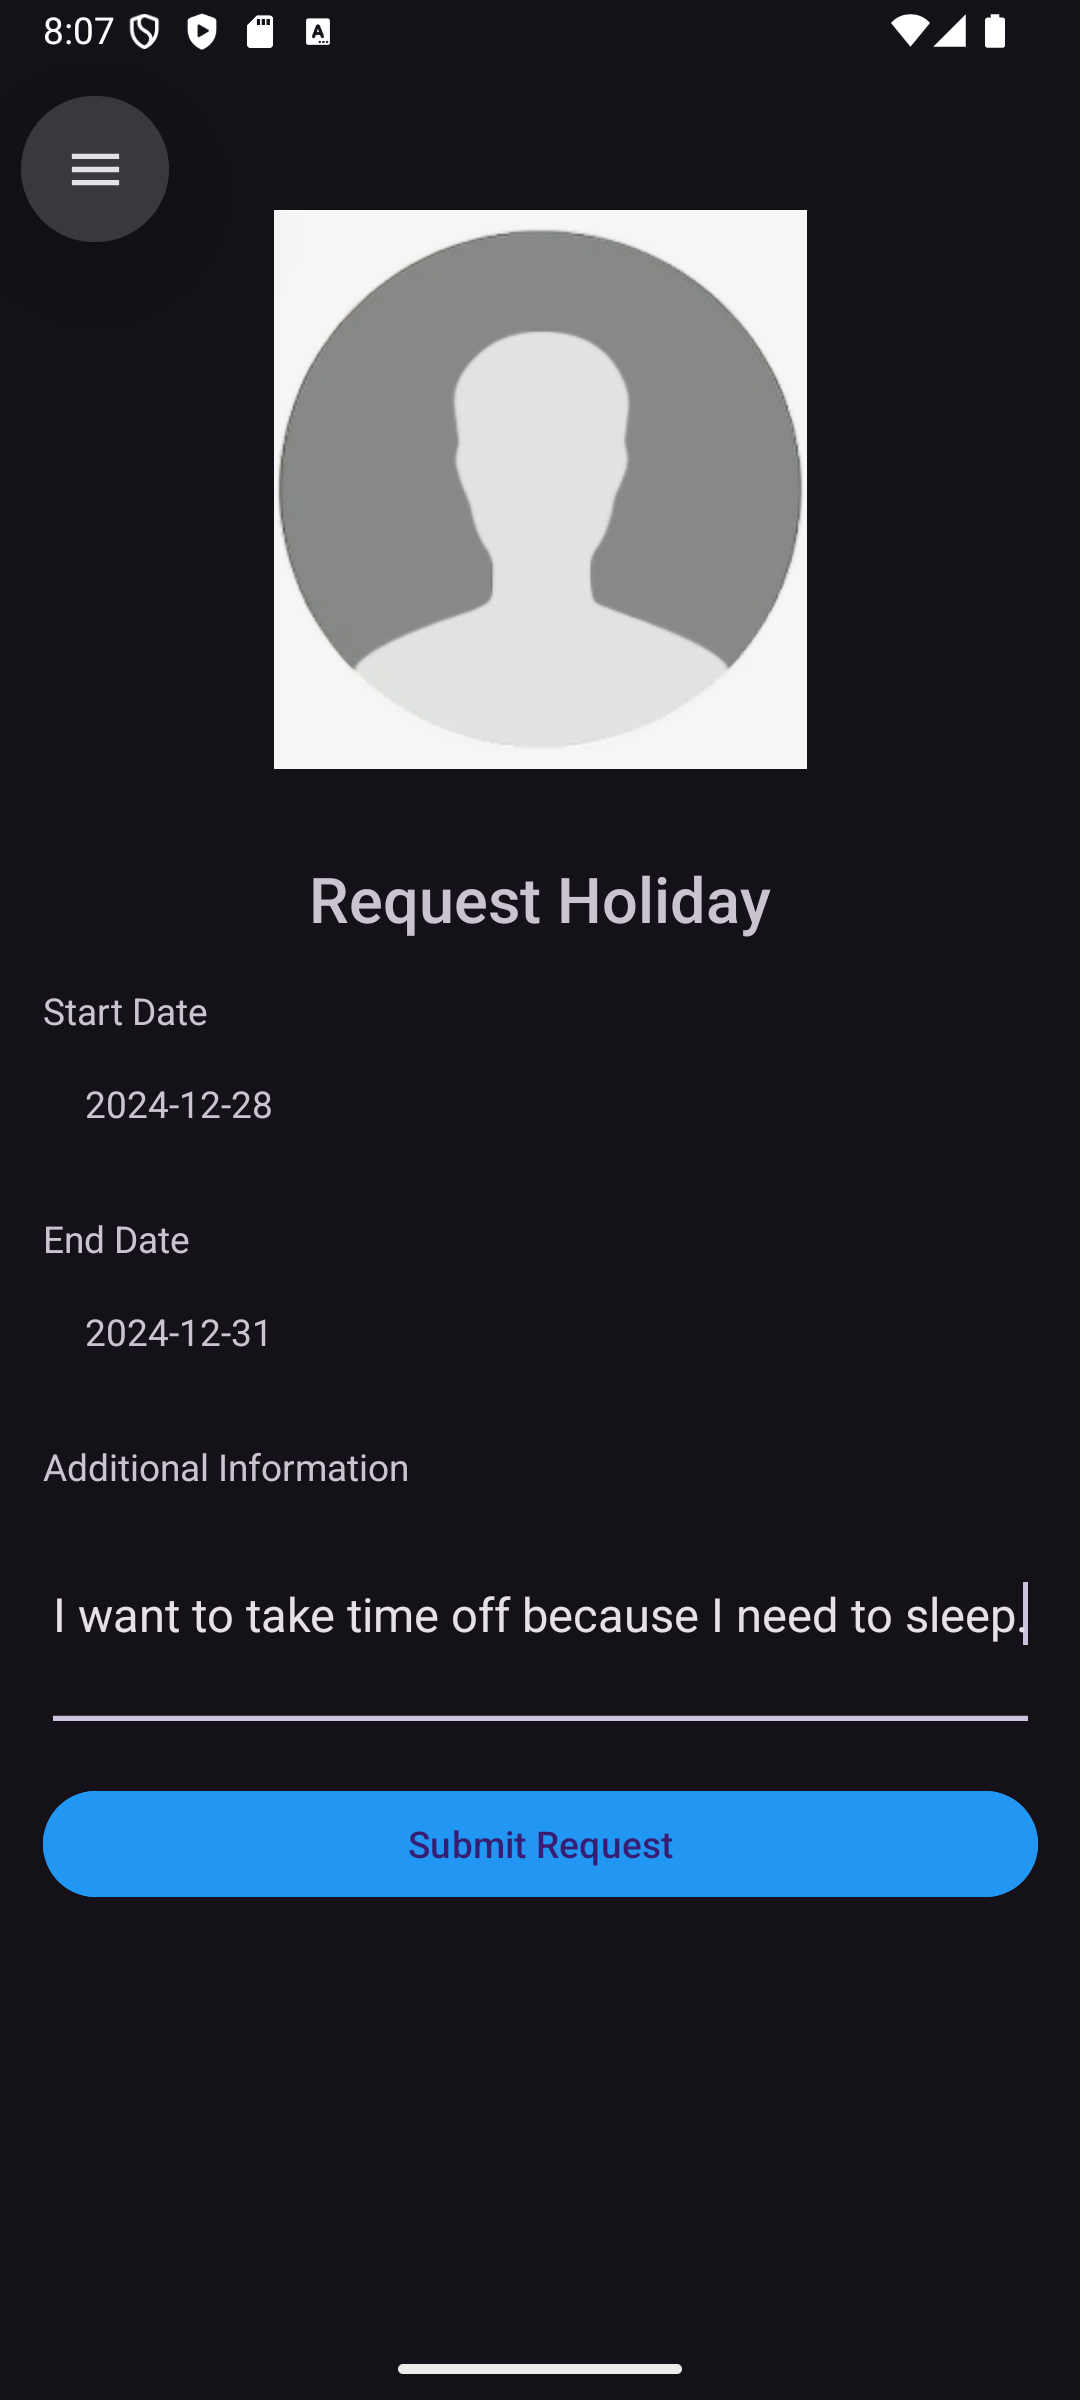 8:07
Request Holiday
Start Date
2024-12-28
End Date
2024-12-31
Additional Information
I want to take time off because I need to sleep.
Submit Request